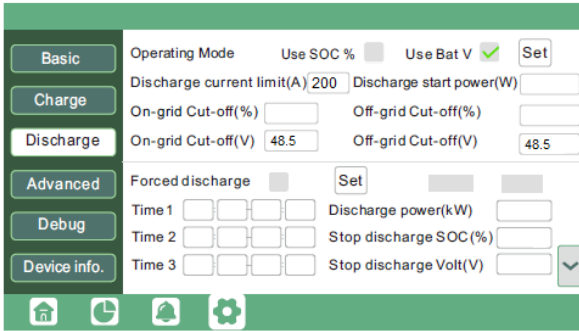 Basic
Charge
Discharge
Advanced
Debug
Device info.
Operating Mode Use SOC % Use Bat V Set
Discharge current limit(A) 200 Discharge start power(W)
On-grid Cut-off(%) Off-grid Cut-off(%)
On-grid Cut-off(V) 48.5 Off-grid Cut-off(V) 48.5
Forced discharge Set
Time 1 Discharge power(kW)
Time 2 Stop discharge SOC(%)
Time 3 Stop discharge Volt(V)